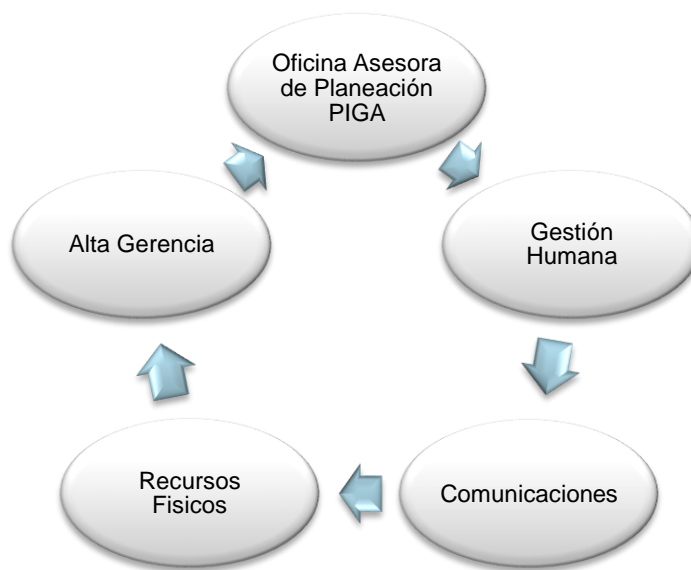 Oficina Asesora
de Planeación
PIGA
Gestión
Humana
Comunicaciones
Recursos
Fisicos
Alta Gerencia